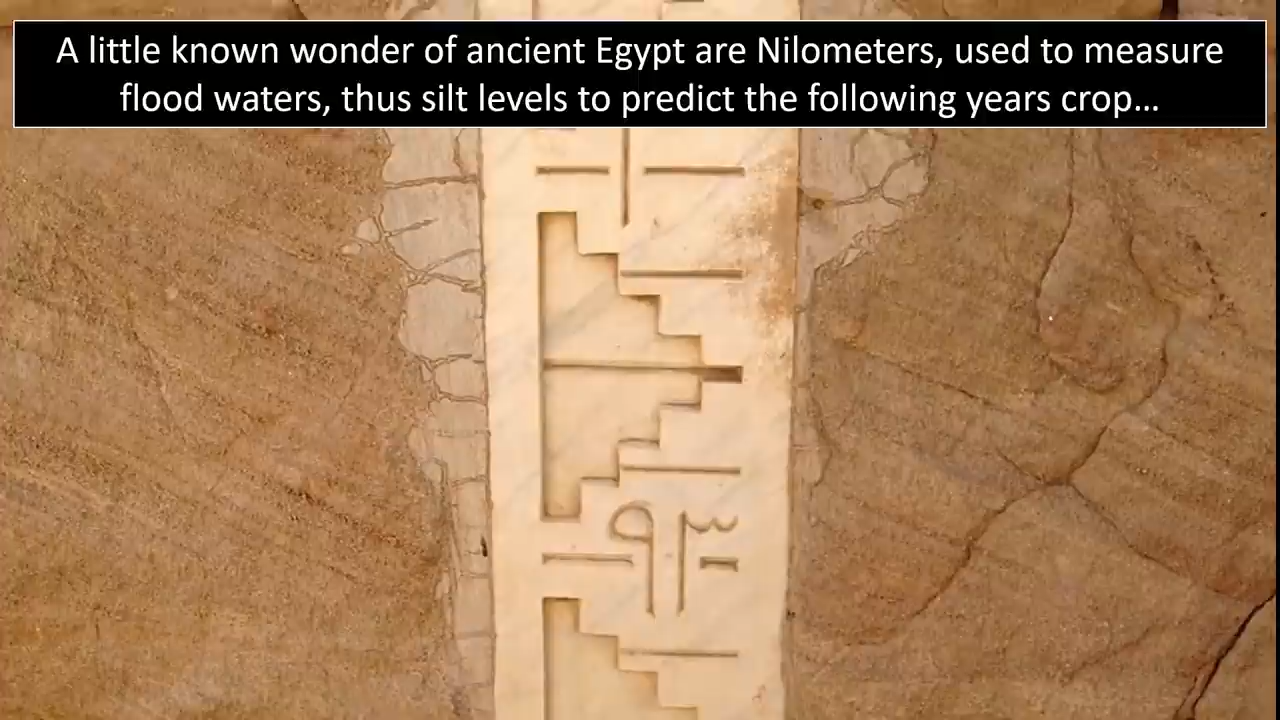 A little known wonder of ancient Egypt are Nilometers, used to measure
flood waters, thus silt levels to predict the following years crop...
٩٣